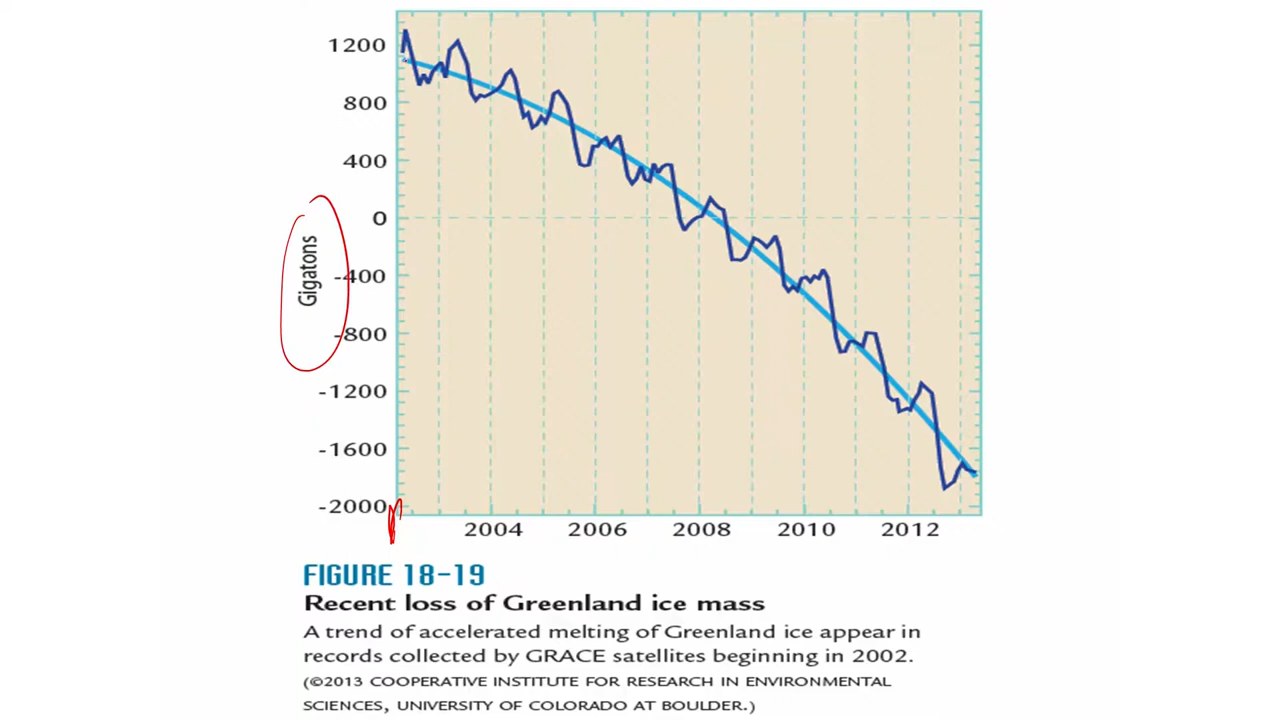 1200
800
400
0
Gigatons
-400
-800
-1200
-1600
-2000
2004 2006 2008 2010 2012
FIGURE 18-19
Recent loss of Greenland ice mass
A trend of accelerated melting of Greenland ice appear in
records collected by GRACE satellites beginning in 2002.
(©2013 COOPERATIVE INSTITUTE FOR RESEARCH IN ENVIRONMENTAL
SCIENCES, UNIVERSITY OF COLORADO AT BOULDER.)